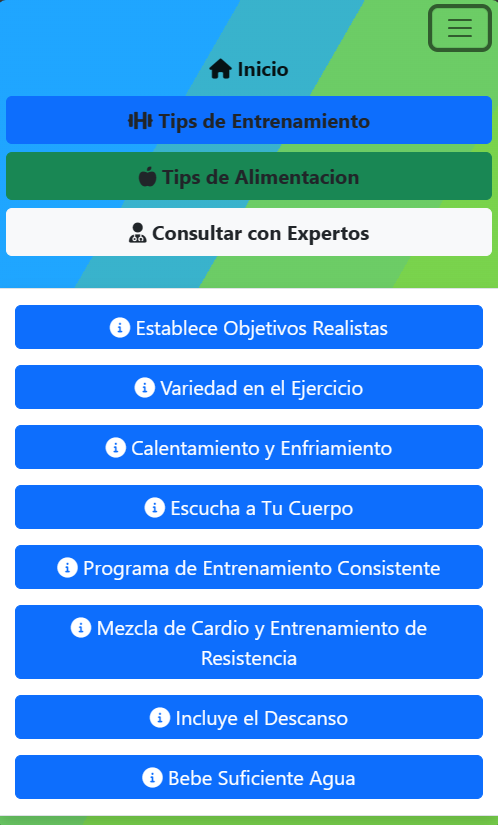 Inicio
Tips de Entrenamiento
Tips de Alimentacion
Consultar con Expertos
Establece Objetivos Realistas
Variedad en el Ejercicio
Calentamiento y Enfriamiento
Escucha a Tu Cuerpo
Programa de Entrenamiento Consistente
Mezcla de Cardio y Entrenamiento de
Resistencia
Incluye el Descanso
Bebe Suficiente Agua